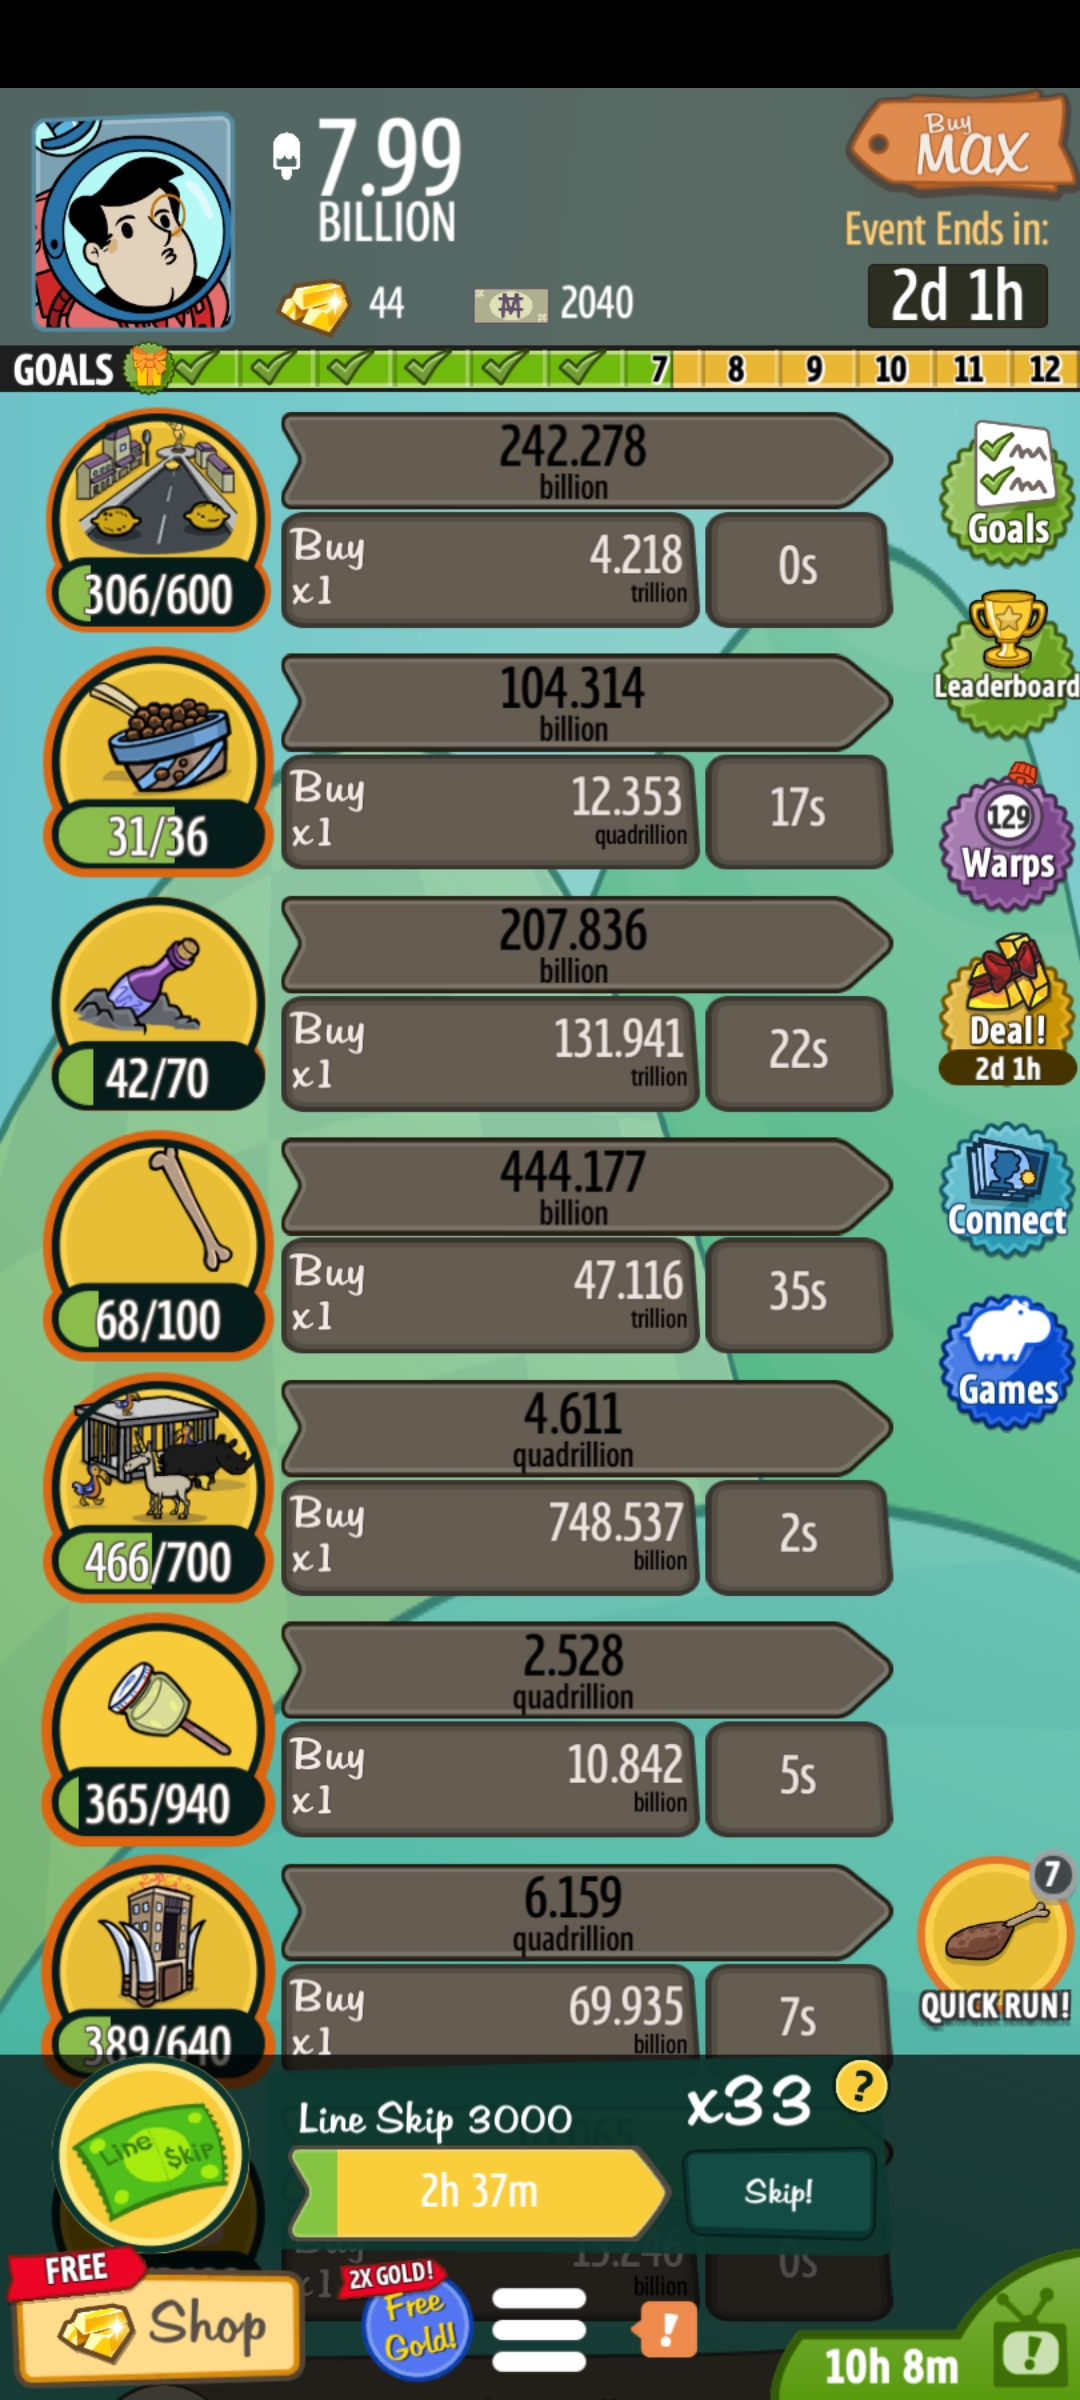 7.99
BILLION
Buy
MAX
Event Ends in:
2d 1h
44
2040
GOALS
7
8
9
10
11
12
242.278
billion
Buy
x1
4.218
trillion
0s
306/600
Goals
Leaderboard
104.314
billion
Buy
x1
12.353
quadrillion
17s
31/36
129
Warps
207.836
billion
Buy
x1
131.941
trillion
22s
42/70
Deal!
2d 1h
444.177
billion
Buy
x1
47.116
trillion
35s
68/100
Connect
4.611
quadrillion
Buy
x1
748.537
billion
2s
466/700
Games
2.528
quadrillion
Buy
x1
10.842
billion
5s
365/940
6.159
quadrillion
Buy
x1
69.935
billion
7s
389/640
7
QUICK RUN!
Line Skip
Line Skip 3000
x33
?
2h 37m
Skip!
Buy
x1
13.246
billion
0s
FREE
Shop
2X GOLD!
Free
Gold!
!
10h 8m
!